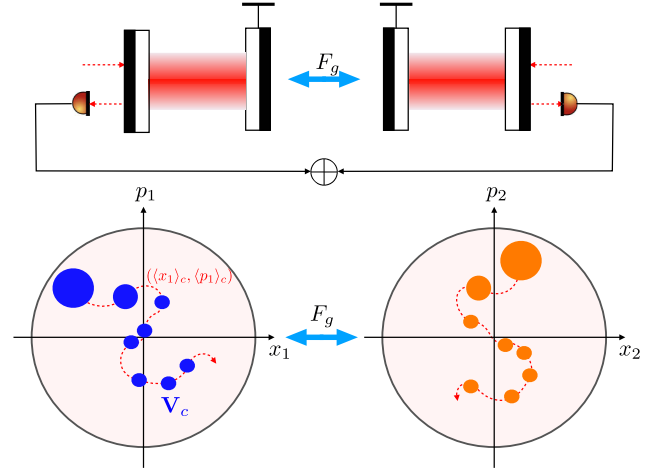 F_g
p_1
p_2
(⟨x_1⟩_c, ⟨p_1⟩_c)
F_g
x_1
x_2
V_c